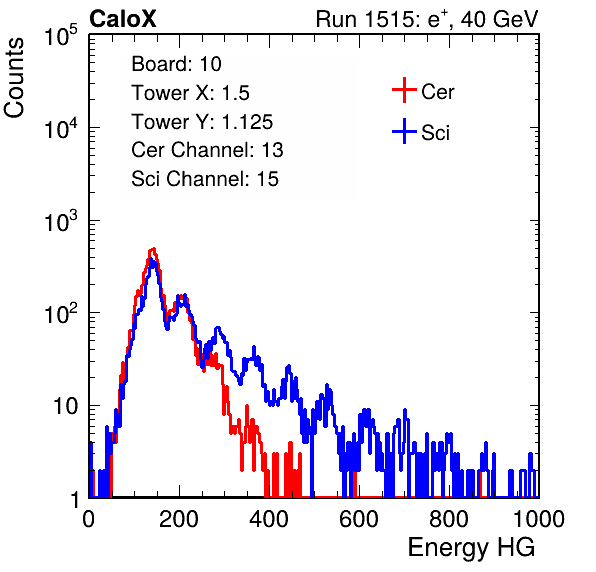 CaloX Run 1515: e⁺, 40 GeV
Counts
10⁵
10⁴
10³
10²
10
1
Board: 10
Tower X: 1.5
Tower Y: 1.125
Cer Channel: 13
Sci Channel: 15
Cer
Sci
0 200 400 600 800 1000
Energy HG